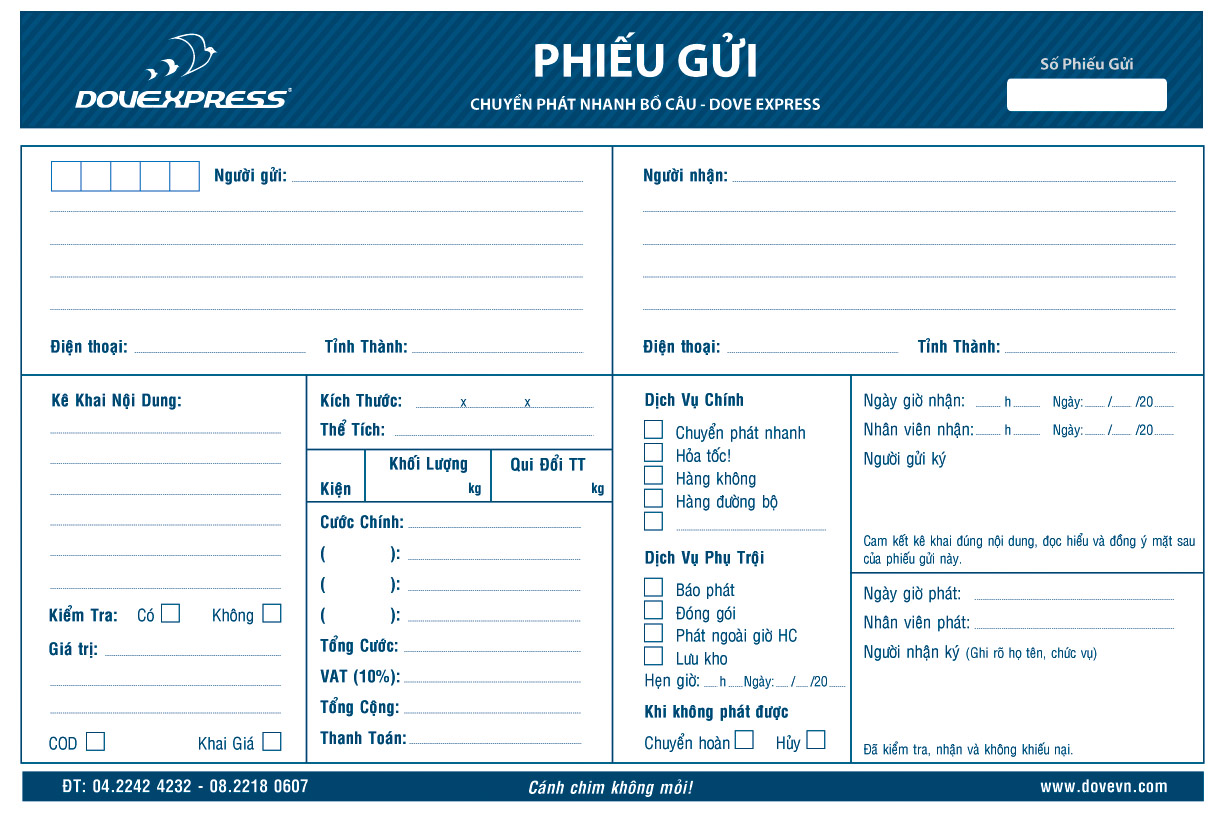 DOVEXPRESS®
PHIẾU GỬI
CHUYỂN PHÁT NHANH BỒ CÂU - DOVE EXPRESS
Số Phiếu Gửi
Người gửi:
Điện thoại: Tỉnh Thành:
Người nhận:
Điện thoại: Tỉnh Thành:
Kê Khai Nội Dung:
Kiểm Tra: Có Không
Giá trị:
COD Khai Giá
Kích Thước: x x
Thể Tích:
Kiện
Khối Lượng
kg
Qui Đổi TT
kg
Cước Chính:
( ):
( ):
( ):
Tổng Cước:
VAT (10%):
Tổng Cộng:
Thanh Toán:
Dịch Vụ Chính
Chuyển phát nhanh
Hỏa tốc!
Hàng không
Hàng đường bộ
Dịch Vụ Phụ Trội
Báo phát
Đóng gói
Phát ngoài giờ HC
Lưu kho
Hẹn giờ: h Ngày: / /20
Khi không phát được
Chuyển hoàn Hủy
Ngày giờ nhận: h Ngày: / /20
Nhân viên nhận: h Ngày: / /20
Người gửi ký
Cam kết kê khai đúng nội dung, đọc hiểu và đồng ý mặt sau
của phiếu gửi này.
Ngày giờ phát:
Nhân viên phát:
Người nhận ký (Ghi rõ họ tên, chức vụ)
Đã kiểm tra, nhận và không khiếu nại.
ĐT: 04.2242 4232 - 08.2218 0607
Cánh chim không mỏi!
www.dovevn.com